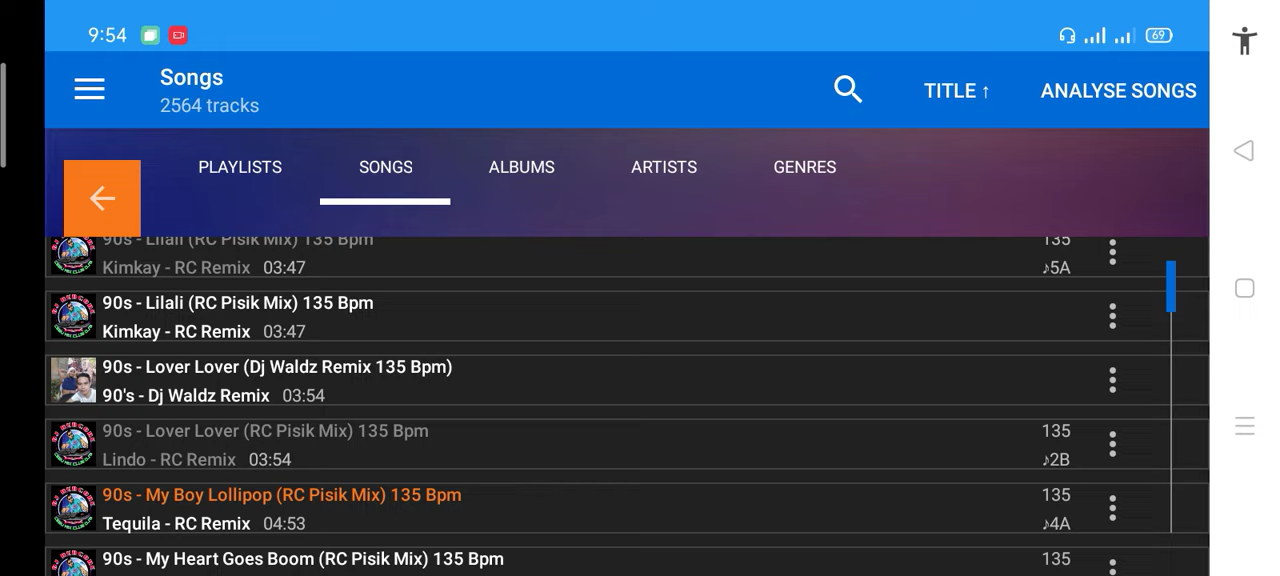 9:54
69
Songs
2564 tracks
TITLE ↑
ANALYSE SONGS
PLAYLISTS
SONGS
ALBUMS
ARTISTS
GENRES
90s - Lilali (RC Pisik Mix) 135 Bpm
135
Kimkay - RC Remix 03:47
♪5A
90s - Lilali (RC Pisik Mix) 135 Bpm
Kimkay - RC Remix 03:47
90s - Lover Lover (Dj Waldz Remix 135 Bpm)
90's - Dj Waldz Remix 03:54
90s - Lover Lover (RC Pisik Mix) 135 Bpm
135
Lindo - RC Remix 03:54
♪2B
90s - My Boy Lollipop (RC Pisik Mix) 135 Bpm
135
Tequila - RC Remix 04:53
♪4A
90s - My Heart Goes Boom (RC Pisik Mix) 135 Bpm
135